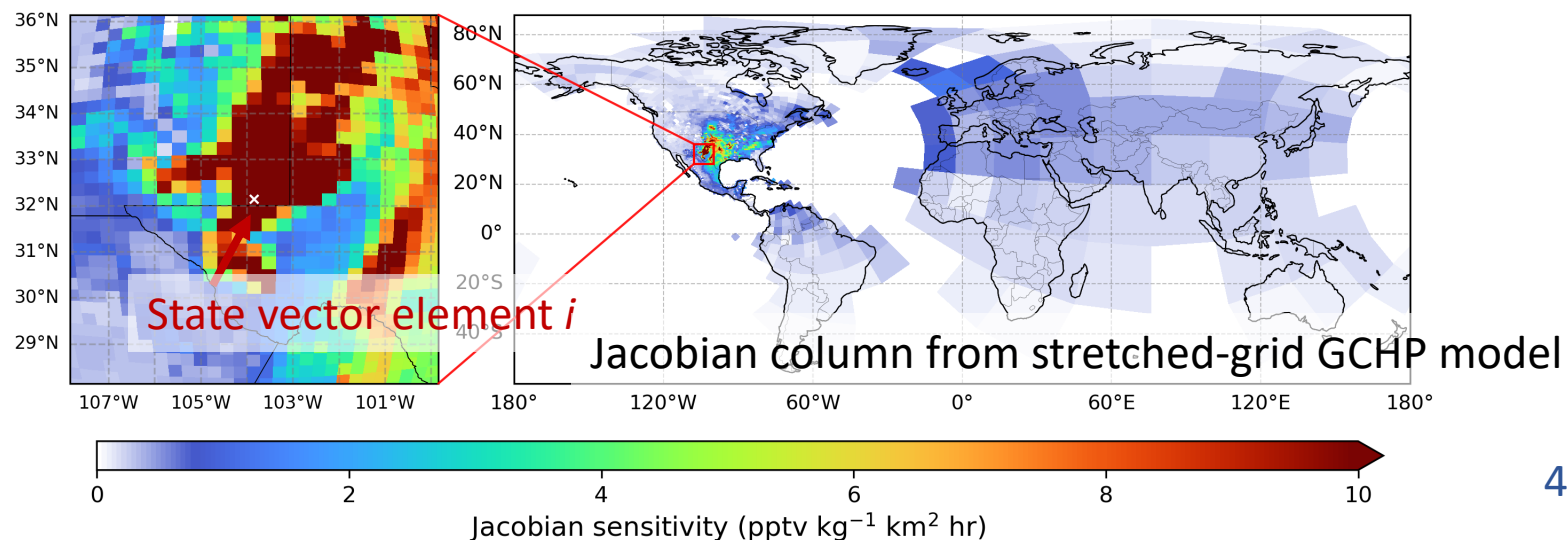 36°N
35°N
34°N
33°N
32°N
31°N
30°N
29°N
107°W 105°W 103°W 101°W
State vector element i
80°N
60°N
40°N
20°N
0°
20°S
40°S
180° 120°W 60°W 0° 60°E 120°E 180°
Jacobian column from stretched-grid GCHP model
0 2 4 6 8 10
Jacobian sensitivity (pptv kg⁻¹ km² hr)
4